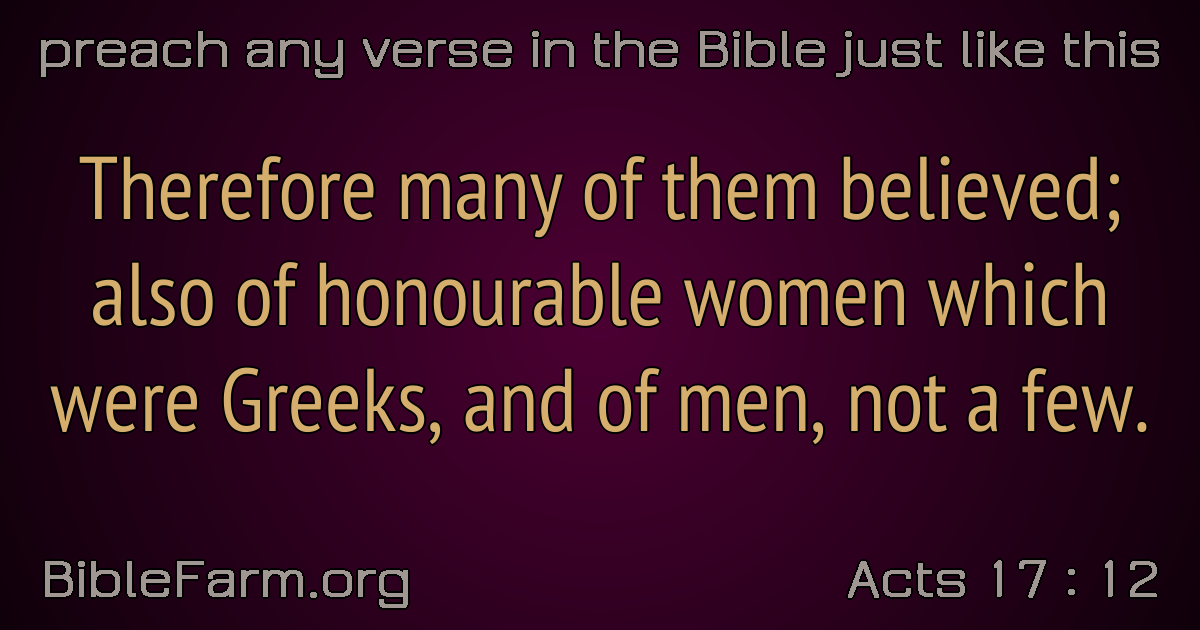 preach any verse in the Bible just like this
Therefore many of them believed;
also of honourable women which
were Greeks, and of men, not a few.
BibleFarm.org
Acts 17 : 12